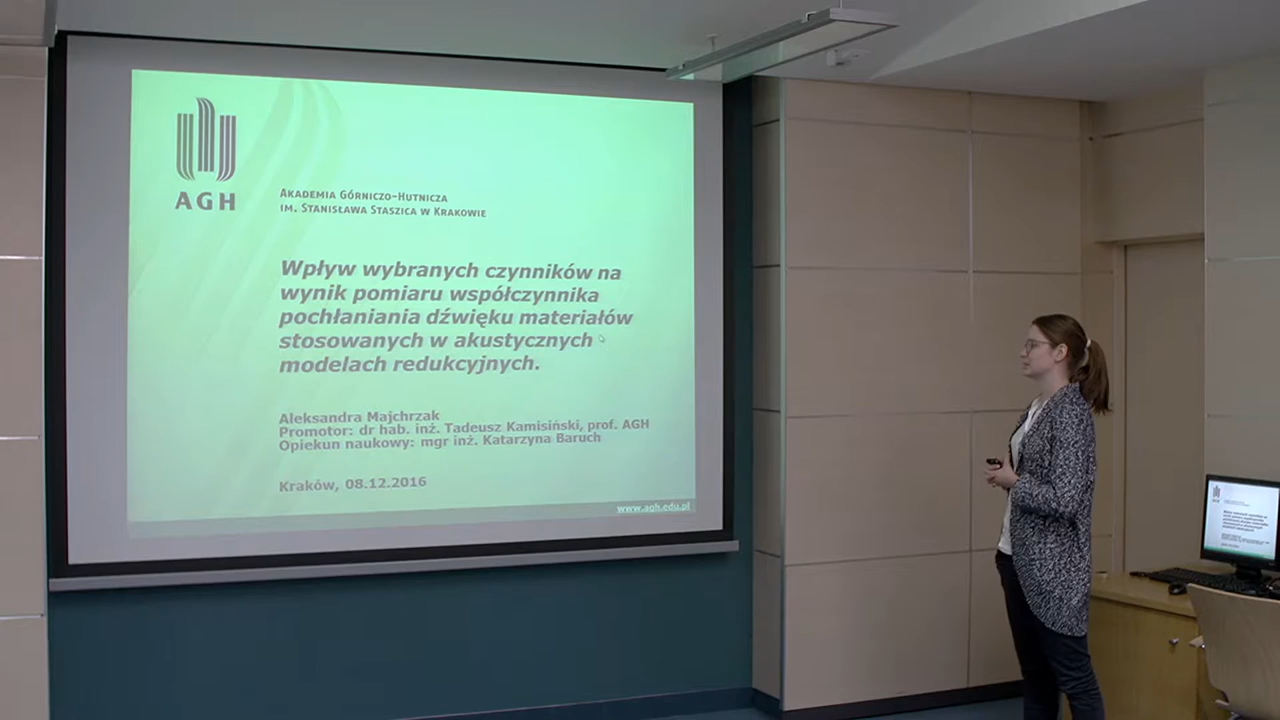 AGH
AKADEMIA GÓRNICZO-HUTNICZA
IM. STANISŁAWA STASZICA W KRAKOWIE
Wpływ wybranych czynników na
wynik pomiaru współczynnika
pochłaniania dźwięku materiałów
stosowanych w akustycznych
modelach redukcyjnych.
Aleksandra Majchrzak
Promotor: dr hab. inż. Tadeusz Kamisiński, prof. AGH
Opiekun naukowy: mgr inż. Katarzyna Baruch
Kraków, 08.12.2016
www.agh.edu.pl